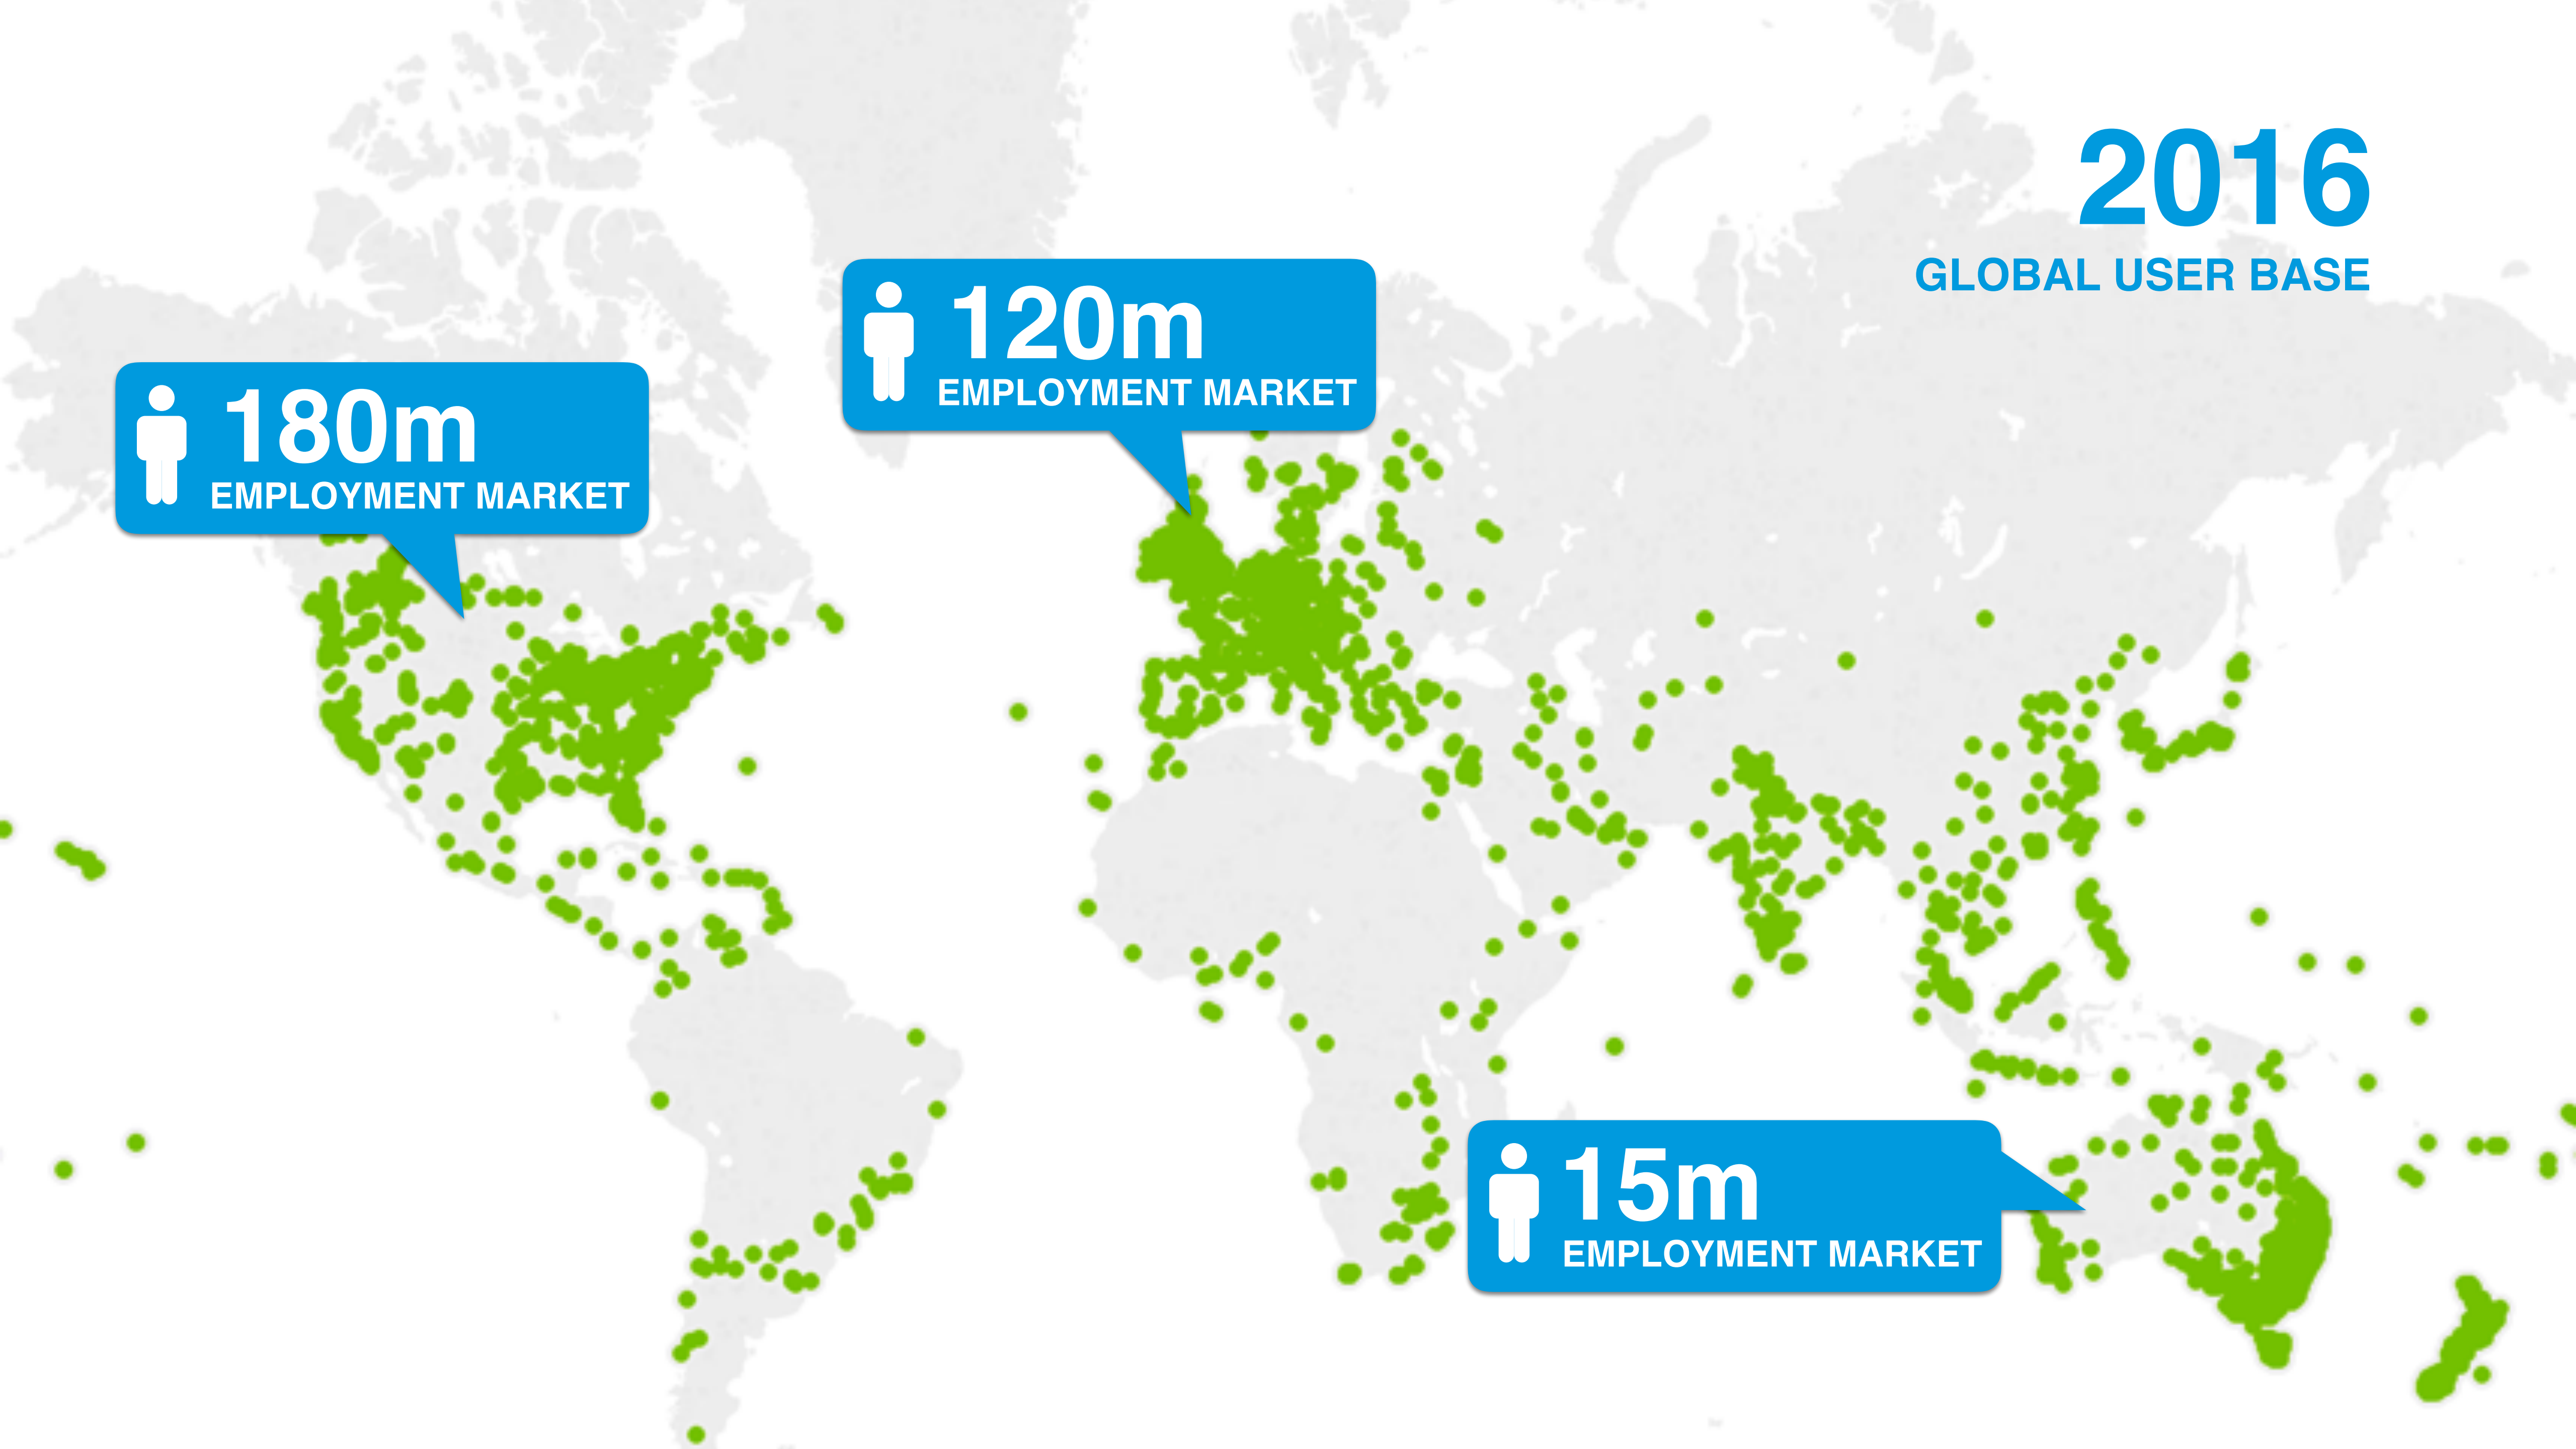 2016
GLOBAL USER BASE
120m
EMPLOYMENT MARKET
180m
EMPLOYMENT MARKET
15m
EMPLOYMENT MARKET